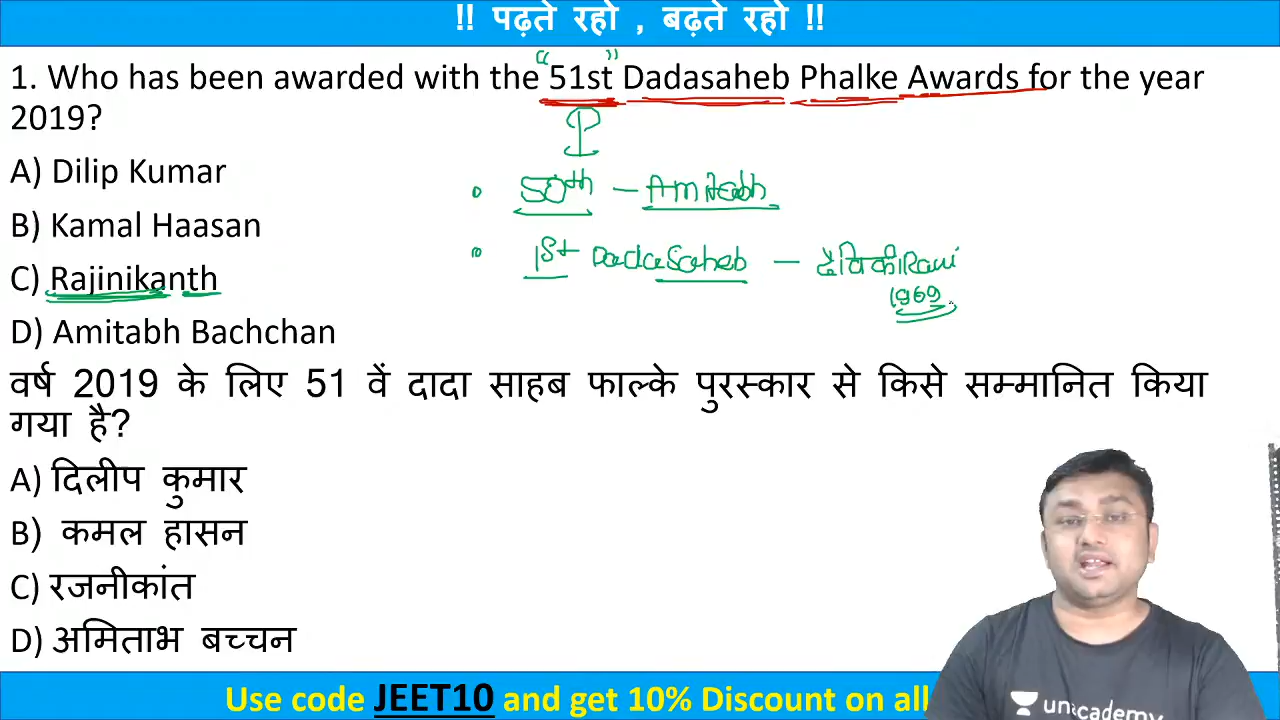 !! पढ़ते रहो , बढ़ते रहो !!
1. Who has been awarded with the "51st" Dadasaheb Phalke Awards for the year
2019?
A) Dilip Kumar
50th – Amitabh
B) Kamal Haasan
1st DadaSaheb – देविकीRani
1969
C) Rajinikanth
D) Amitabh Bachchan
वर्ष 2019 के लिए 51 वें दादा साहब फाल्के पुरस्कार से किसे सम्मानित किया
गया है?
A) दिलीप कुमार
B) कमल हासन
C) रजनीकांत
D) अमिताभ बच्चन
unacademy
Use code JEET10 and get 10% Discount on all